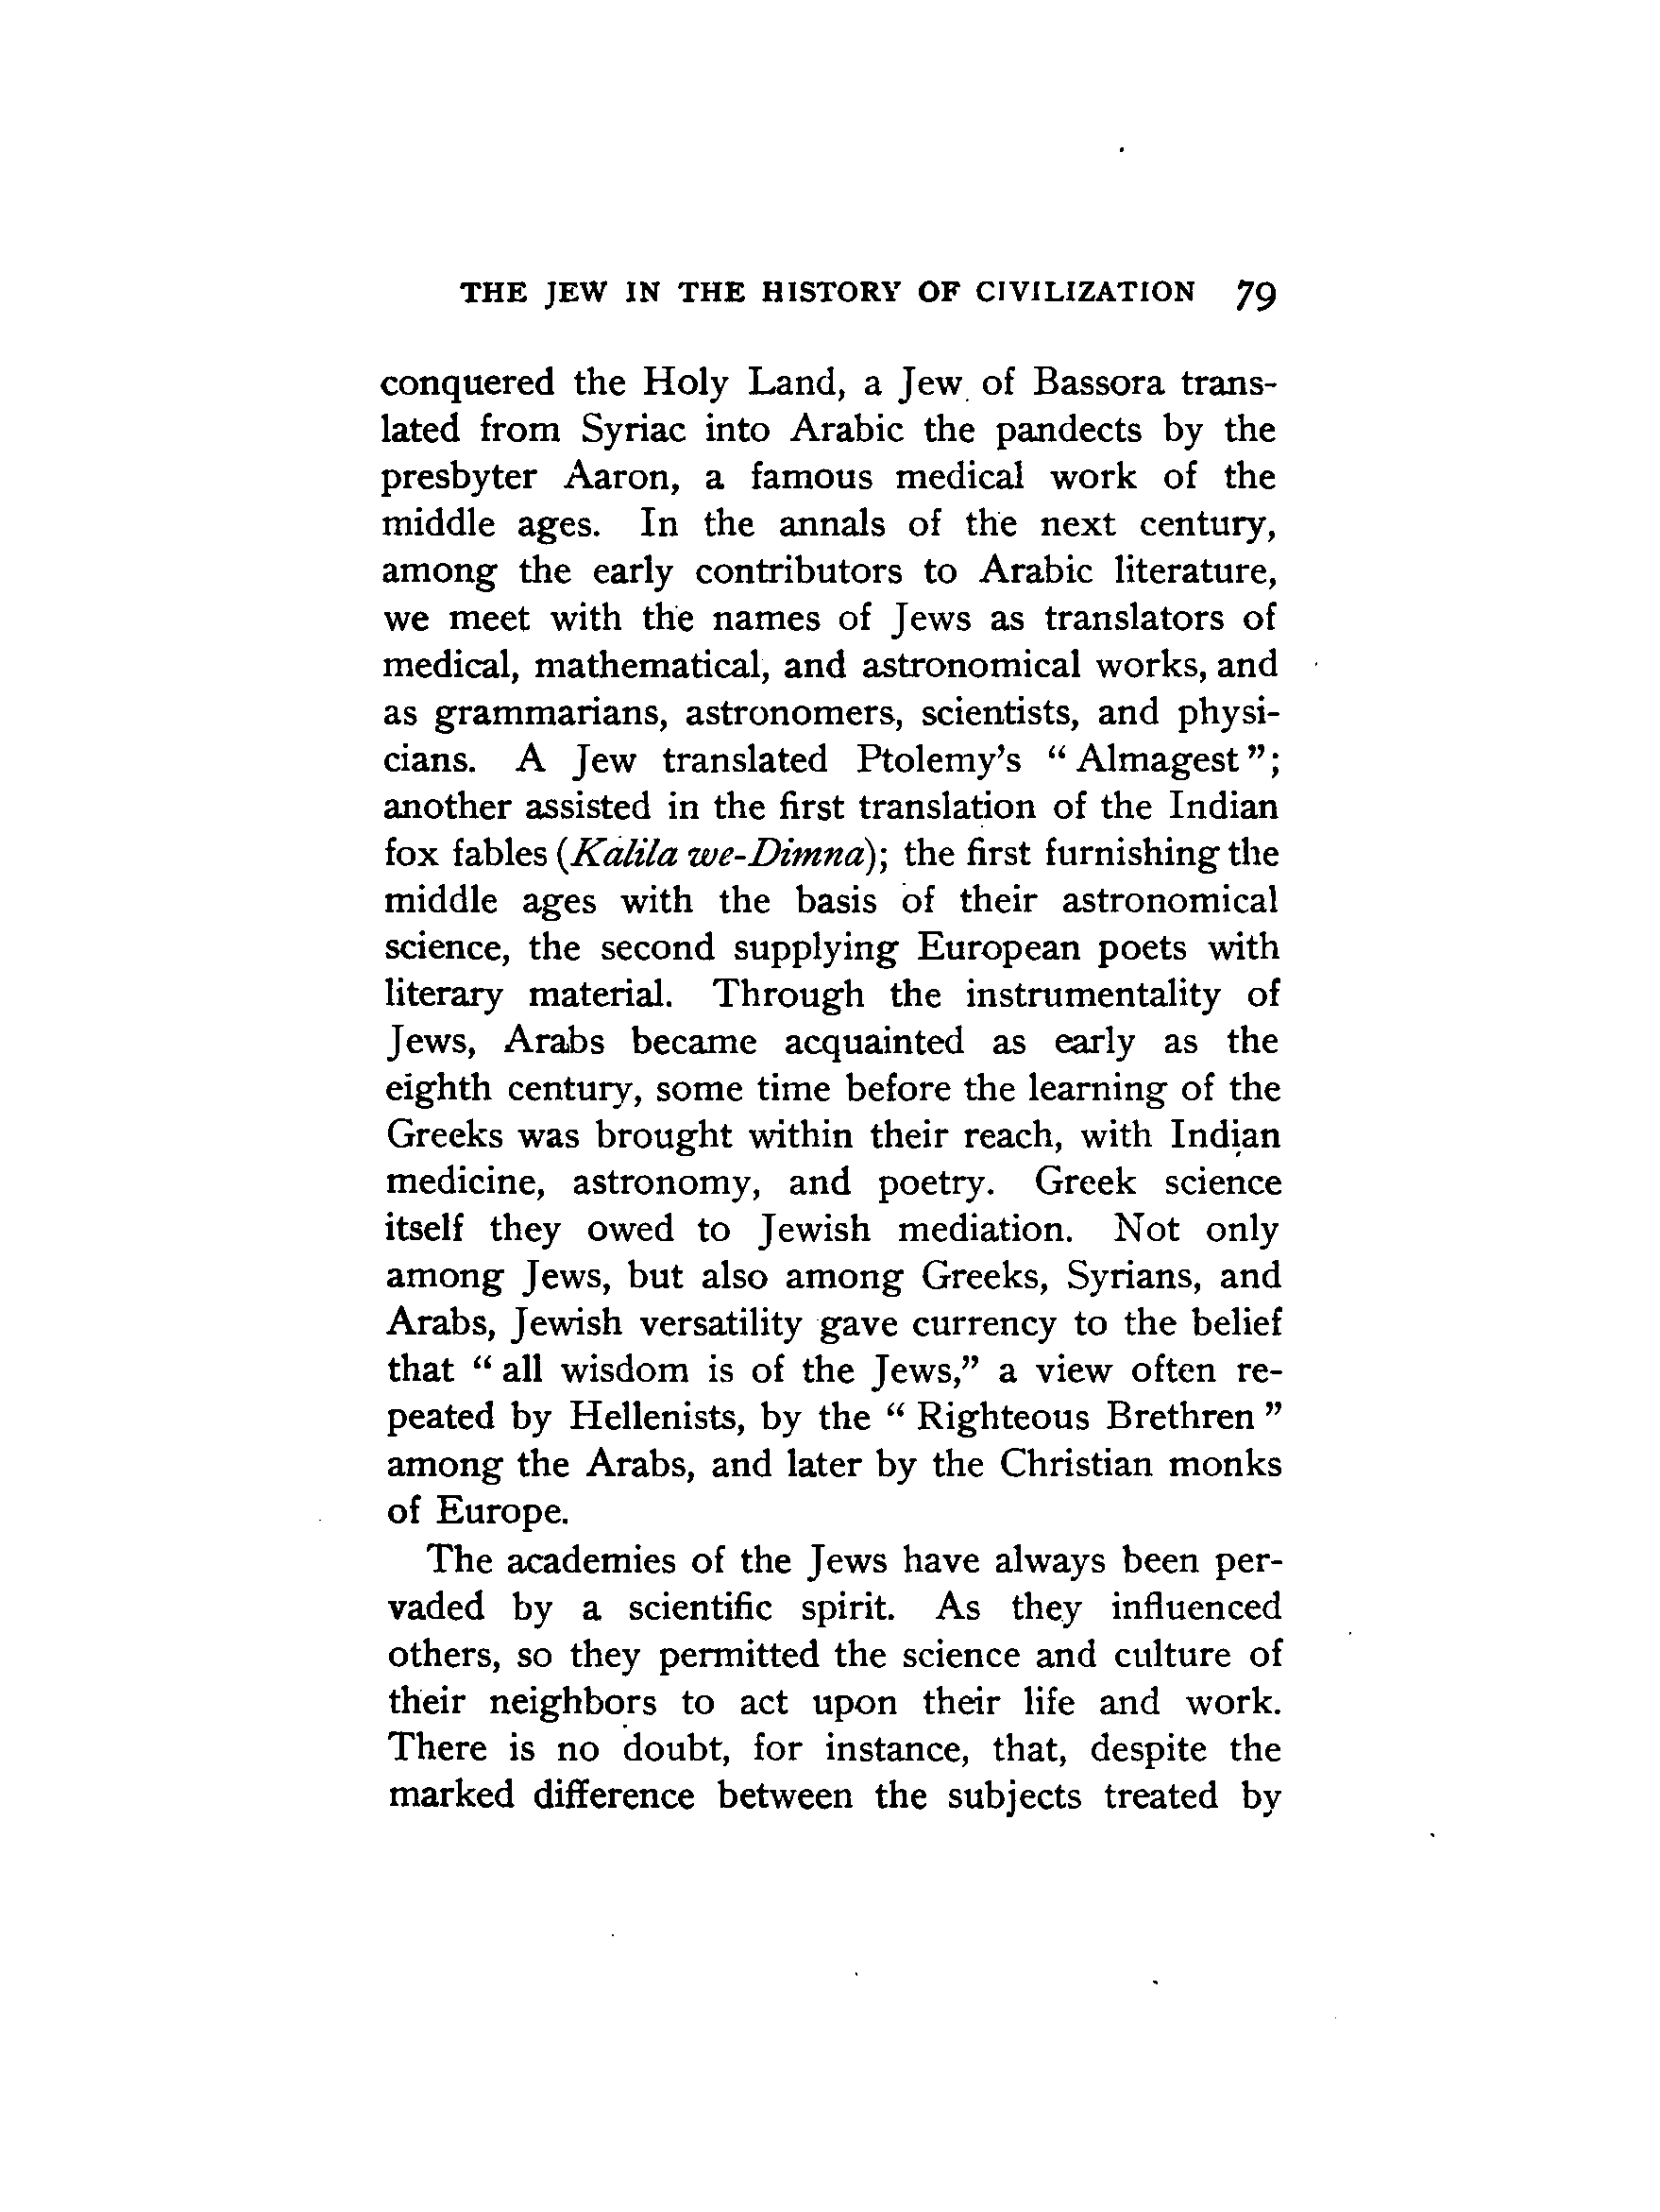 THE JEW IN THE HISTORY OF CIVILIZATION 79
conquered the Holy Land, a Jew of Bassora trans-
lated from Syriac into Arabic the pandects by the
presbyter Aaron, a famous medical work of the
middle ages. In the annals of the next century,
among the early contributors to Arabic literature,
we meet with the names of Jews as translators of
medical, mathematical, and astronomical works, and
as grammarians, astronomers, scientists, and physi-
cians. A Jew translated Ptolemy's “Almagest”;
another assisted in the first translation of the Indian
fox fables (Kalila we-Dimna); the first furnishing the
middle ages with the basis of their astronomical
science, the second supplying European poets with
literary material. Through the instrumentality of
Jews, Arabs became acquainted as early as the
eighth century, some time before the learning of the
Greeks was brought within their reach, with Indian
medicine, astronomy, and poetry. Greek science
itself they owed to Jewish mediation. Not only
among Jews, but also among Greeks, Syrians, and
Arabs, Jewish versatility gave currency to the belief
that “all wisdom is of the Jews,” a view often re-
peated by Hellenists, by the “Righteous Brethren”
among the Arabs, and later by the Christian monks
of Europe.
The academies of the Jews have always been per-
vaded by a scientific spirit. As they influenced
others, so they permitted the science and culture of
their neighbors to act upon their life and work.
There is no doubt, for instance, that, despite the
marked difference between the subjects treated by